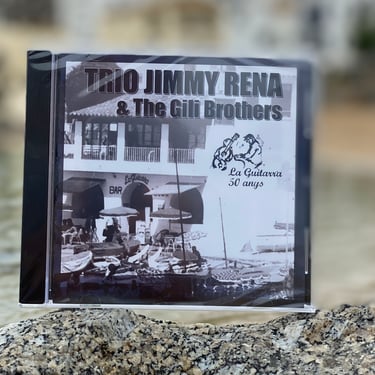 TRIO JIMMY RENA
& The Gili Brothers
La Guitarra
50 anys
BAR